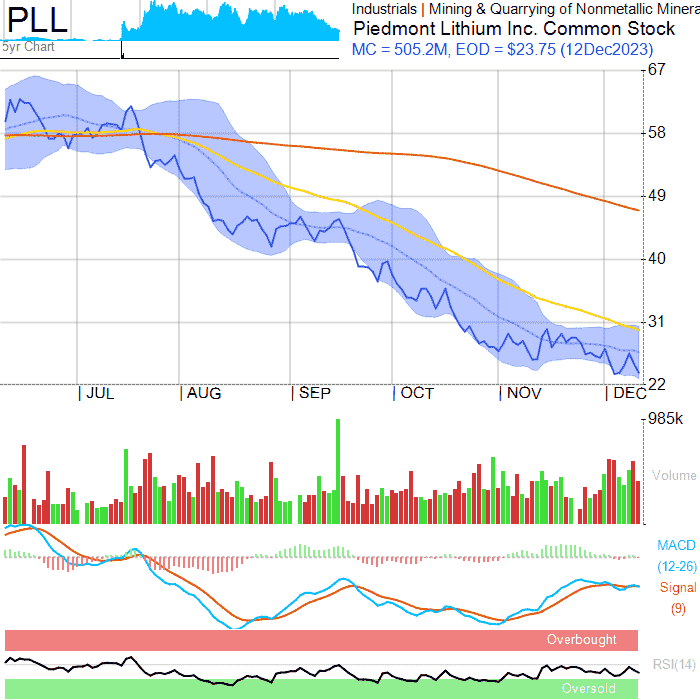 PLL
5yr Chart
Industrials | Mining & Quarrying of Nonmetallic Minera
Piedmont Lithium Inc. Common Stock
MC = 505.2M, EOD = $23.75 (12Dec2023)
67
58
49
40
31
22
JUL
AUG
SEP
OCT
NOV
DEC
985k
Volume
MACD
(12-26)
Signal
(9)
Overbought
RSI(14)
Oversold